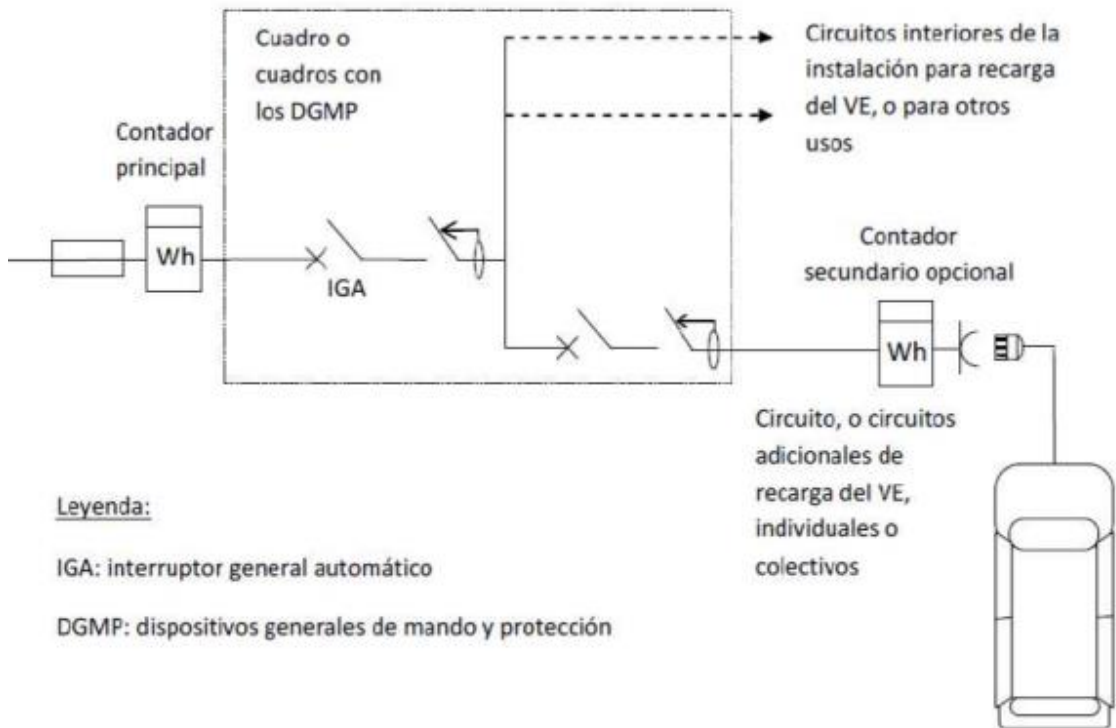 Cuadro o
cuadros con
los DGMP
Circuitos interiores de la
instalación para recarga
del VE, o para otros
usos
Contador
principal
Wh
IGA
Contador
secundario opcional
Wh
Circuito, o circuitos
adicionales de
recarga del VE,
individuales o
colectivos
Leyenda:
IGA: interruptor general automático
DGMP: dispositivos generales de mando y protección